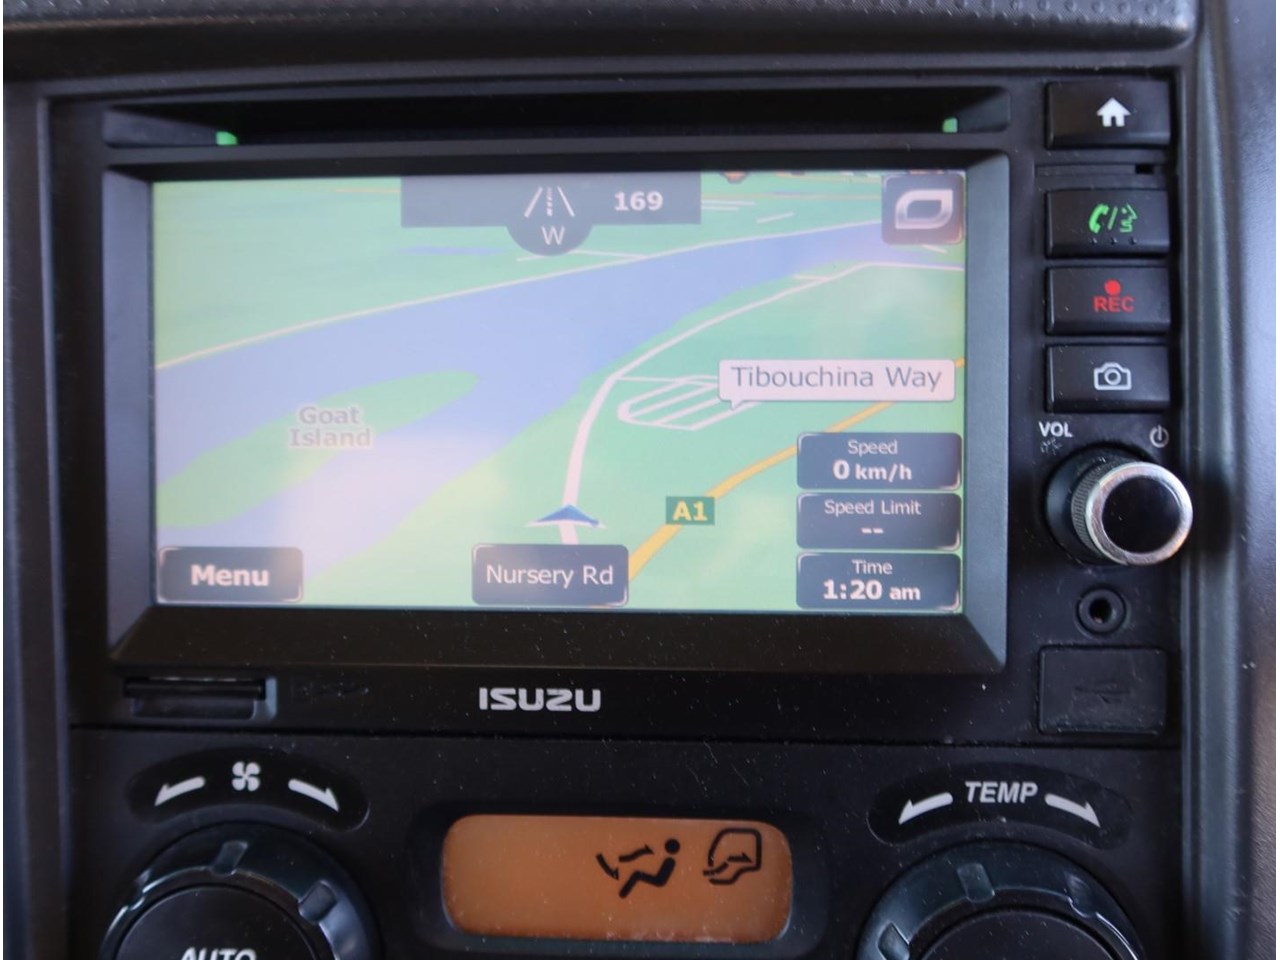 169
W
REC
Tibouchina Way
VOL
Goat
Island
Speed
0 km/h
A1
Speed Limit
--
Menu
Nursery Rd
Time
1:20 am
ISUZU
TEMP
AUTO